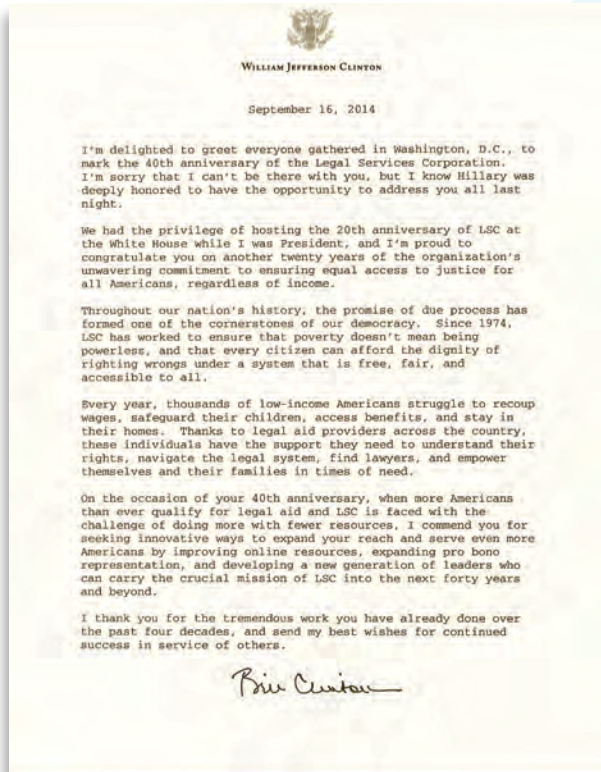 WILLIAM JEFFERSON CLINTON
September 16, 2014
I'm delighted to greet everyone gathered in Washington, D.C., to
mark the 40th anniversary of the Legal Services Corporation.
I'm sorry that I can't be there with you, but I know Hillary was
deeply honored to have the opportunity to address you all last
night.
We had the privilege of hosting the 20th anniversary of LSC at
the White House while I was President, and I'm proud to
congratulate you on another twenty years of the organization's
unwavering commitment to ensuring equal access to justice for
all Americans, regardless of income.
Throughout our nation's history, the promise of due process has
formed one of the cornerstones of our democracy. Since 1974,
LSC has worked to ensure that poverty doesn't mean being
powerless, and that every citizen can afford the dignity of
righting wrongs under a system that is free, fair, and
accessible to all.
Every year, thousands of low-income Americans struggle to recoup
wages, safeguard their children, access benefits, and stay in
their homes. Thanks to legal aid providers across the country,
these individuals have the support they need to understand their
rights, navigate the legal system, find lawyers, and empower
themselves and their families in times of need.
On the occasion of your 40th anniversary, when more Americans
than ever qualify for legal aid and LSC is faced with the
challenge of doing more with fewer resources, I commend you for
seeking innovative ways to expand your reach and serve even more
Americans by improving online resources, expanding pro bono
representation, and developing a new generation of leaders who
can carry the crucial mission of LSC into the next forty years
and beyond.
I thank you for the tremendous work you have already done over
the past four decades, and send my best wishes for continued
success in service of others.
Bill Clinton